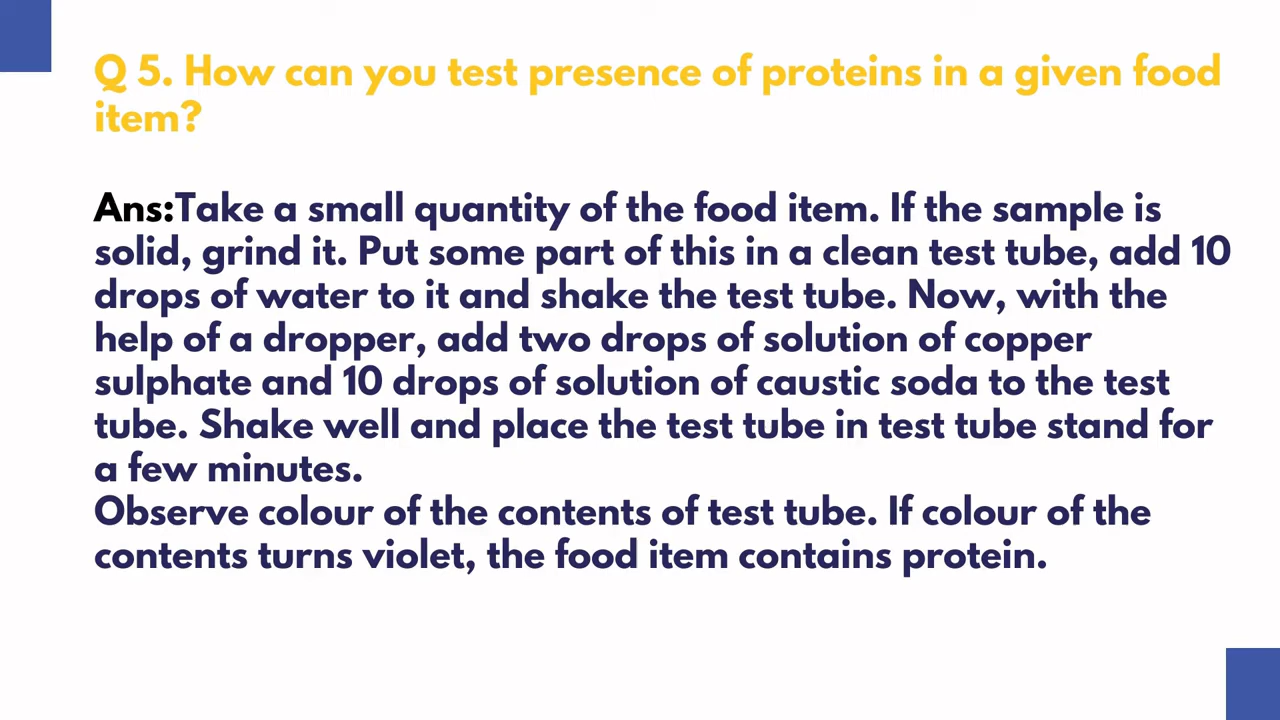 Q 5. How can you test presence of proteins in a given food
item?
Ans:Take a small quantity of the food item. If the sample is
solid, grind it. Put some part of this in a clean test tube, add 10
drops of water to it and shake the test tube. Now, with the
help of a dropper, add two drops of solution of copper
sulphate and 10 drops of solution of caustic soda to the test
tube. Shake well and place the test tube in test tube stand for
a few minutes.
Observe colour of the contents of test tube. If colour of the
contents turns violet, the food item contains protein.